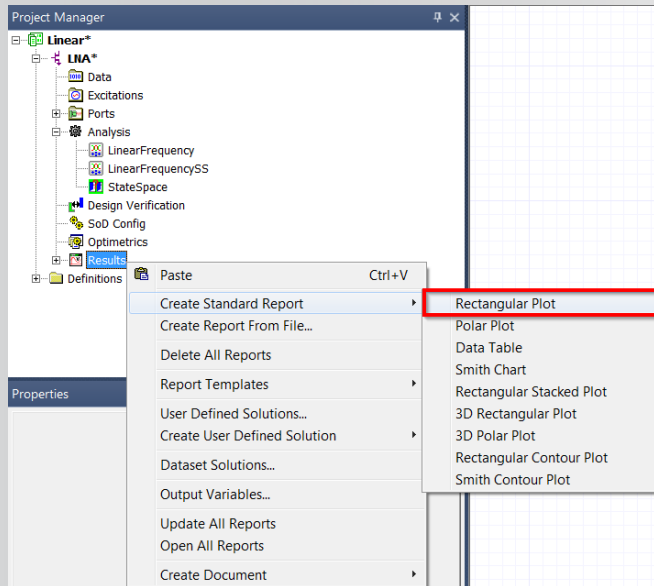 Project Manager
Linear*
LNA*
Data
Excitations
Ports
Analysis
LinearFrequency
LinearFrequencySS
StateSpace
Design Verification
SoD Config
Optimetrics
Results
Definitions
Properties
Paste Ctrl+V
Create Standard Report
Create Report From File...
Delete All Reports
Report Templates
User Defined Solutions...
Create User Defined Solution
Dataset Solutions...
Output Variables...
Update All Reports
Open All Reports
Create Document
Rectangular Plot
Polar Plot
Data Table
Smith Chart
Rectangular Stacked Plot
3D Rectangular Plot
3D Polar Plot
Rectangular Contour Plot
Smith Contour Plot